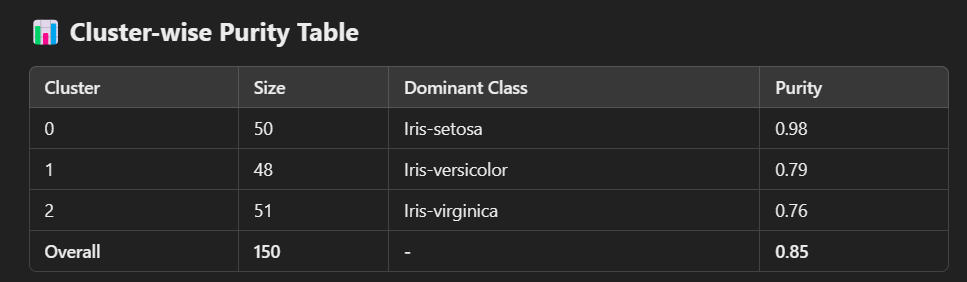 Cluster-wise Purity Table
Cluster Size Dominant Class Purity
0 50 Iris-setosa 0.98
1 48 Iris-versicolor 0.79
2 51 Iris-virginica 0.76
Overall 150 - 0.85